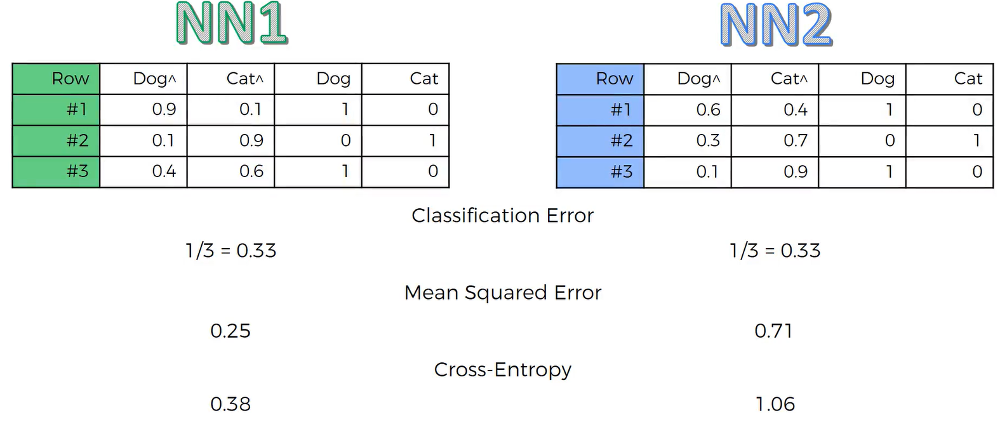 NN1
NN2
Row Dog^ Cat^ Dog Cat
#1 0.9 0.1 1 0
#2 0.1 0.9 0 1
#3 0.4 0.6 1 0
Row Dog^ Cat^ Dog Cat
#1 0.6 0.4 1 0
#2 0.3 0.7 0 1
#3 0.1 0.9 1 0
Classification Error
1/3 = 0.33
1/3 = 0.33
Mean Squared Error
0.25
0.71
Cross-Entropy
0.38
1.06